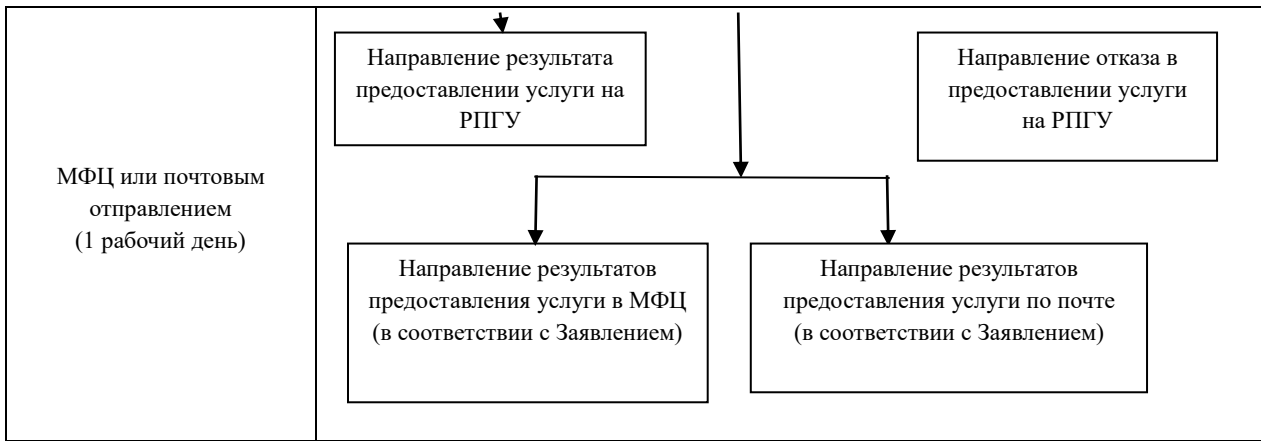 МФЦ или почтовым
отправлением
(1 рабочий день)
Направление результата
предоставлении услуги на
РПГУ
Направление отказа в
предоставлении услуги
на РПГУ
Направление результатов
предоставления услуги в МФЦ
(в соответствии с Заявлением)
Направление результатов
предоставления услуги по почте
(в соответствии с Заявлением)